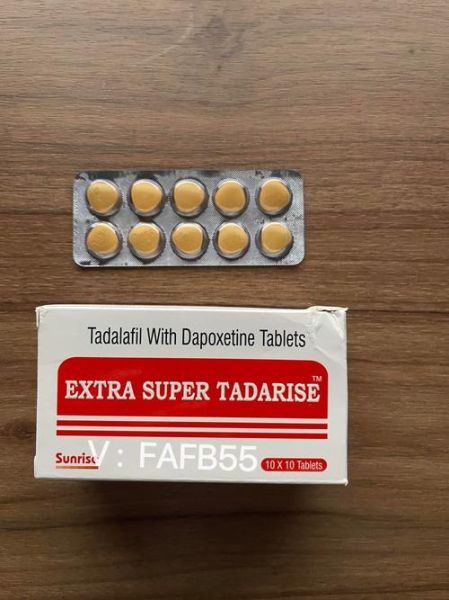 Tadalafil With Dapoxetine Tablets
EXTRA SUPER TADARISE™
Sunrise
V： FAFB55
10 X 10 Tablets